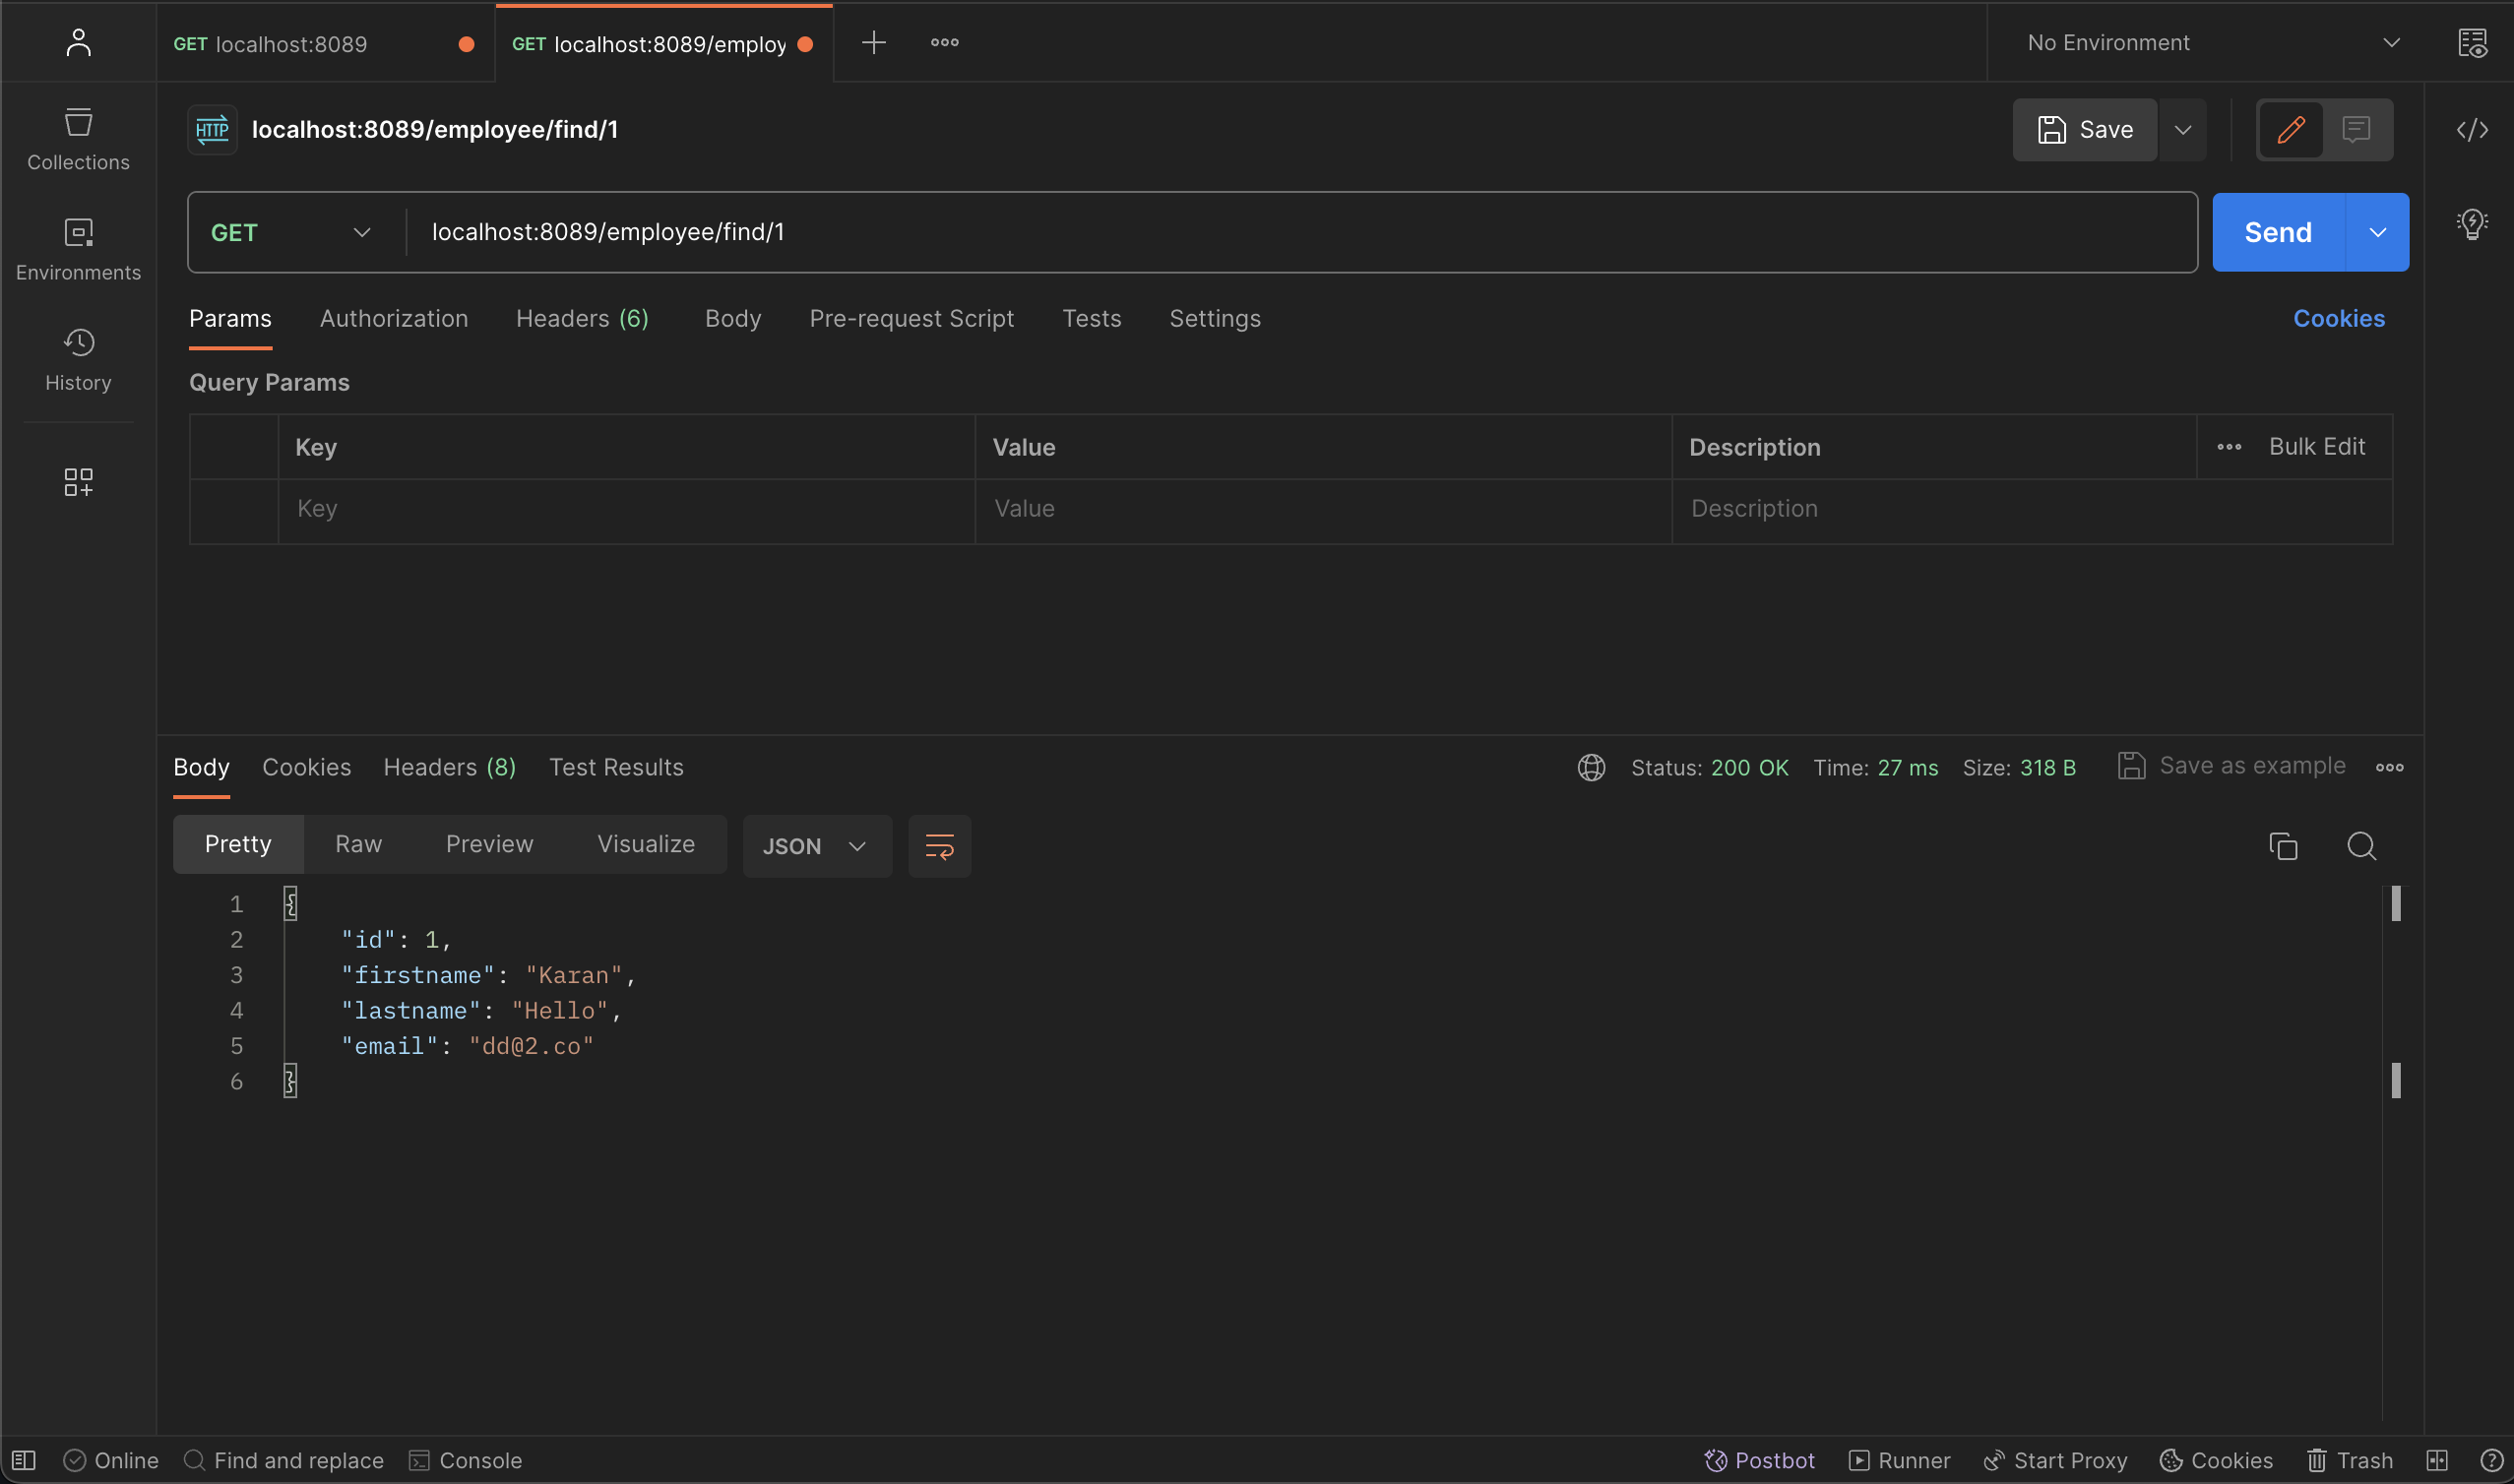 GET localhost:8089
GET localhost:8089/employ
No Environment
Collections
Environments
History
HTTP localhost:8089/employee/find/1
Save
GET localhost:8089/employee/find/1
Send
Params Authorization Headers (6) Body Pre-request Script Tests Settings Cookies
Query Params
Key Value Description Bulk Edit
Key Value Description
Body Cookies Headers (8) Test Results Status: 200 OK Time: 27 ms Size: 318 B Save as example
Pretty Raw Preview Visualize JSON
1 {
2 "id": 1,
3 "firstname": "Karan",
4 "lastname": "Hello",
5 "email": "dd@2.co"
6 }
Online Find and replace Console Postbot Runner Start Proxy Cookies Trash